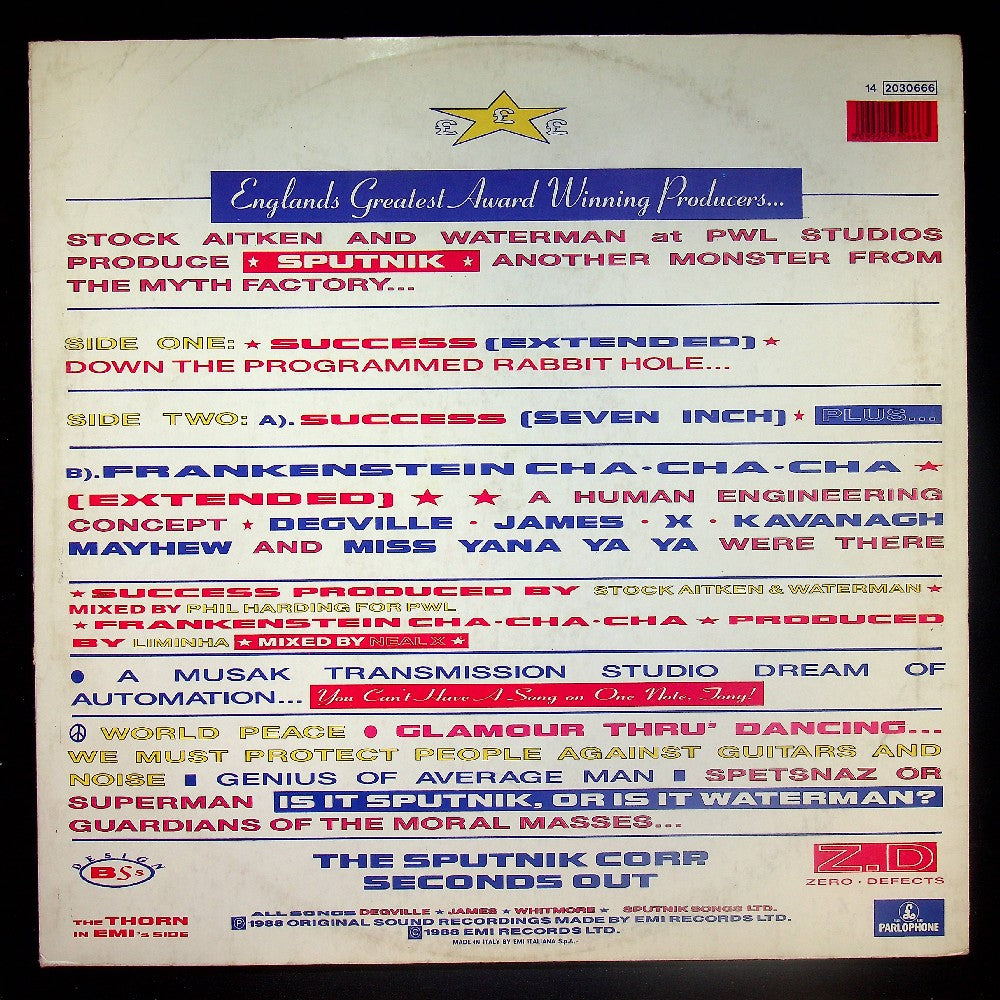 14 2030666
£ £ £
Englands Greatest Award Winning Producers...
STOCK AITKEN AND WATERMAN at PWL STUDIOS
PRODUCE ★ SPUTNIK ★ ANOTHER MONSTER FROM
THE MYTH FACTORY...
SIDE ONE: ★ SUCCESS (EXTENDED) ★
DOWN THE PROGRAMMED RABBIT HOLE...
SIDE TWO: A). SUCCESS (SEVEN INCH) ★ PLUS...
B). FRANKENSTEIN CHA·CHA·CHA ★
(EXTENDED) ★ ★ A HUMAN ENGINEERING
CONCEPT ★ DEGVILLE · JAMES · X · KAVANAGH
MAYHEW AND MISS YANA YA YA WERE THERE
★ SUCCESS PRODUCED BY STOCK AITKEN & WATERMAN ★
MIXED BY PHIL HARDING FOR PWL
★ FRANKENSTEIN CHA·CHA·CHA ★ PRODUCED
BY LIMINHA ★ MIXED BY NEAL X ★
● A MUSAK TRANSMISSION STUDIO DREAM OF
AUTOMATION... You Can't Have A Song on One Note, Tony!
☮ WORLD PEACE ● GLAMOUR THRU' DANCING...
WE MUST PROTECT PEOPLE AGAINST GUITARS AND
NOISE ■ GENIUS OF AVERAGE MAN ■ SPETSNAZ OR
SUPERMAN IS IT SPUTNIK, OR IS IT WATERMAN?
GUARDIANS OF THE MORAL MASSES...
DESIGN
BSs
THE SPUTNIK CORP.
SECONDS OUT
Z.D
ZERO · DEFECTS
THE THORN
IN EMI's SIDE
ALL SONGS DEGVILLE ★ JAMES ★ WHITMORE ★ SPUTNIK SONGS LTD.
Ⓟ 1988 ORIGINAL SOUND RECORDINGS MADE BY EMI RECORDS LTD.
© 1988 EMI RECORDS LTD.
MADE IN ITALY BY EMI ITALIANA S.p.A.-
£
PARLOPHONE